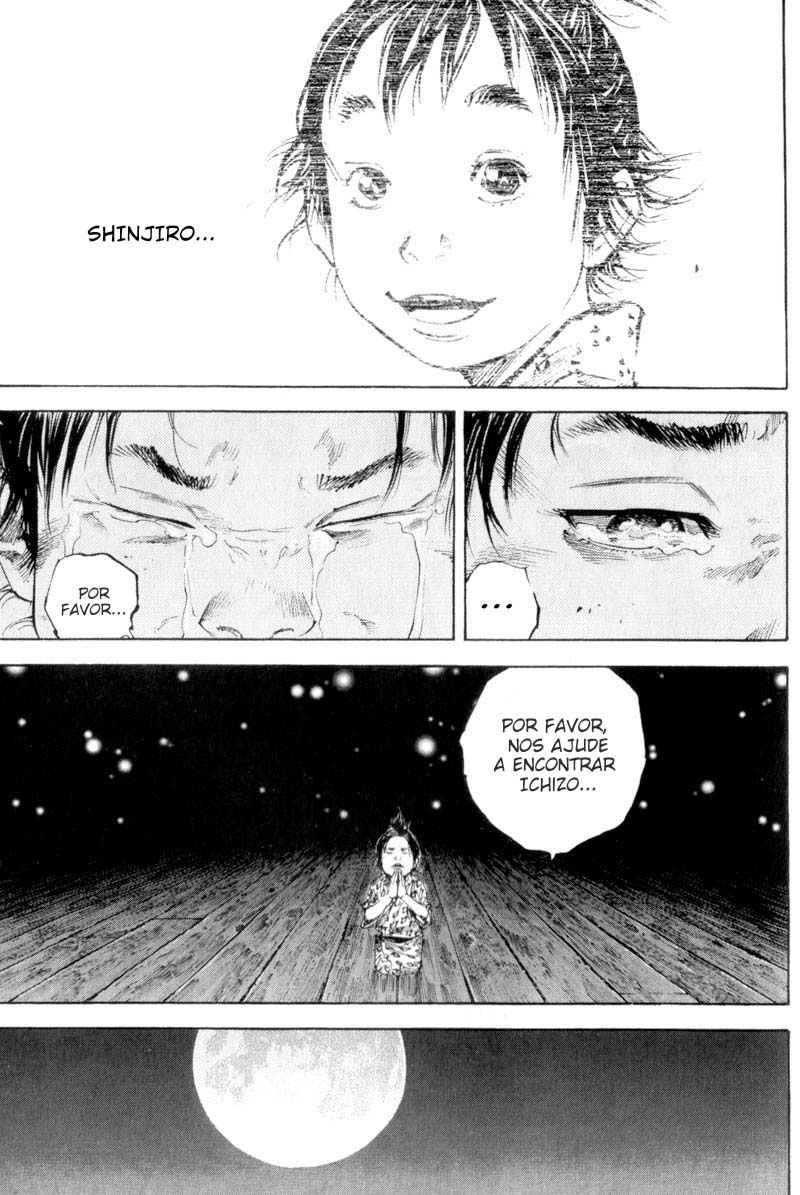 SHINJIRO...
...
POR
FAVOR...
POR FAVOR,
NOS AJUDE
A ENCONTRAR
ICHIZO...